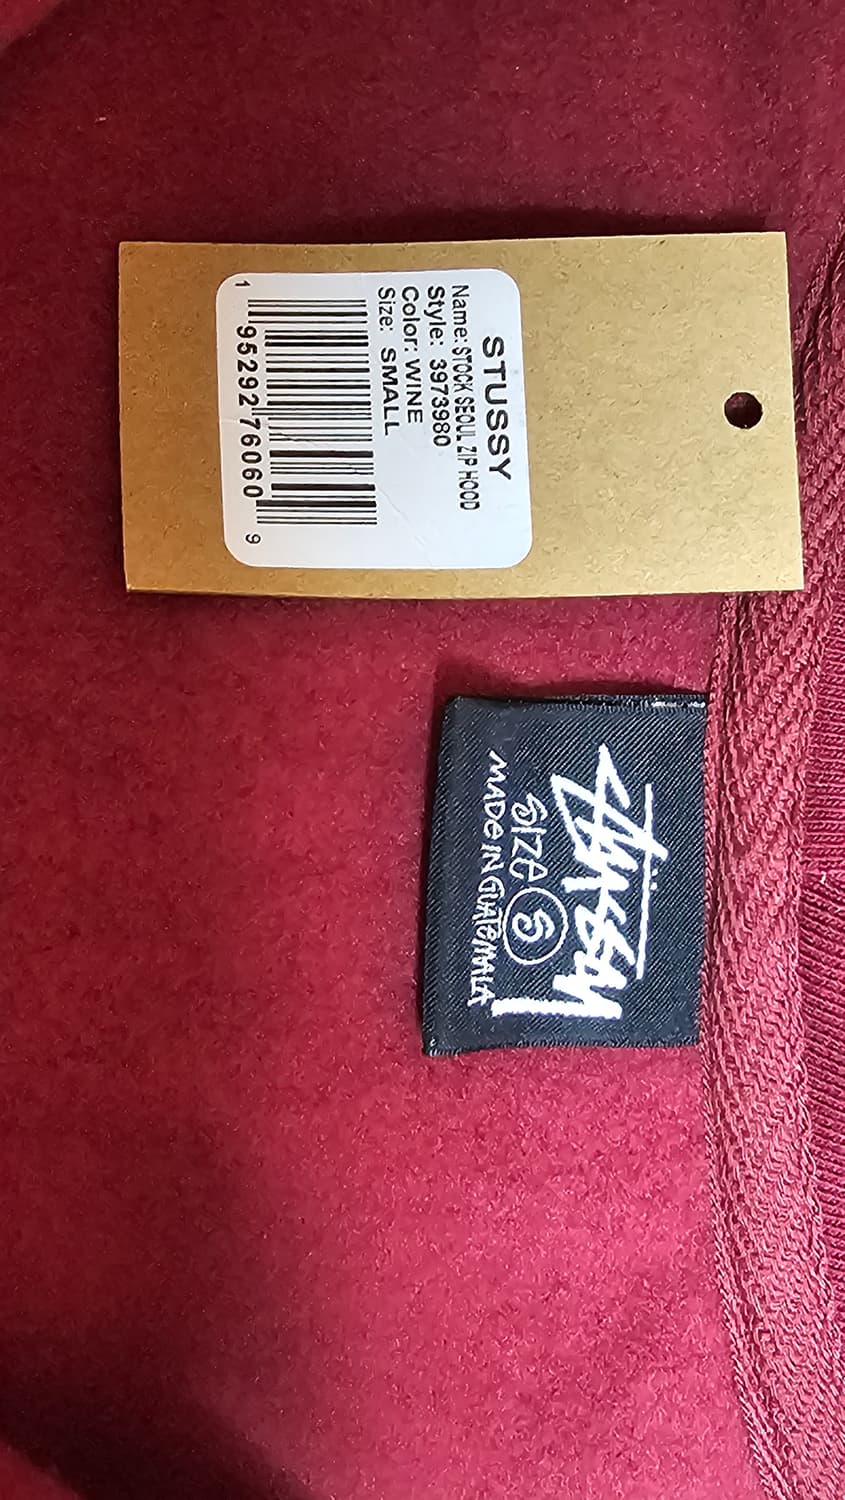 STUSSY
Name: STOCK SEOUL ZIP HOOD
Style: 3973980
Color: WINE
Size: SMALL
1 95292 76060 9
STÜSSY
SIZE S
MADE IN GUATEMALA